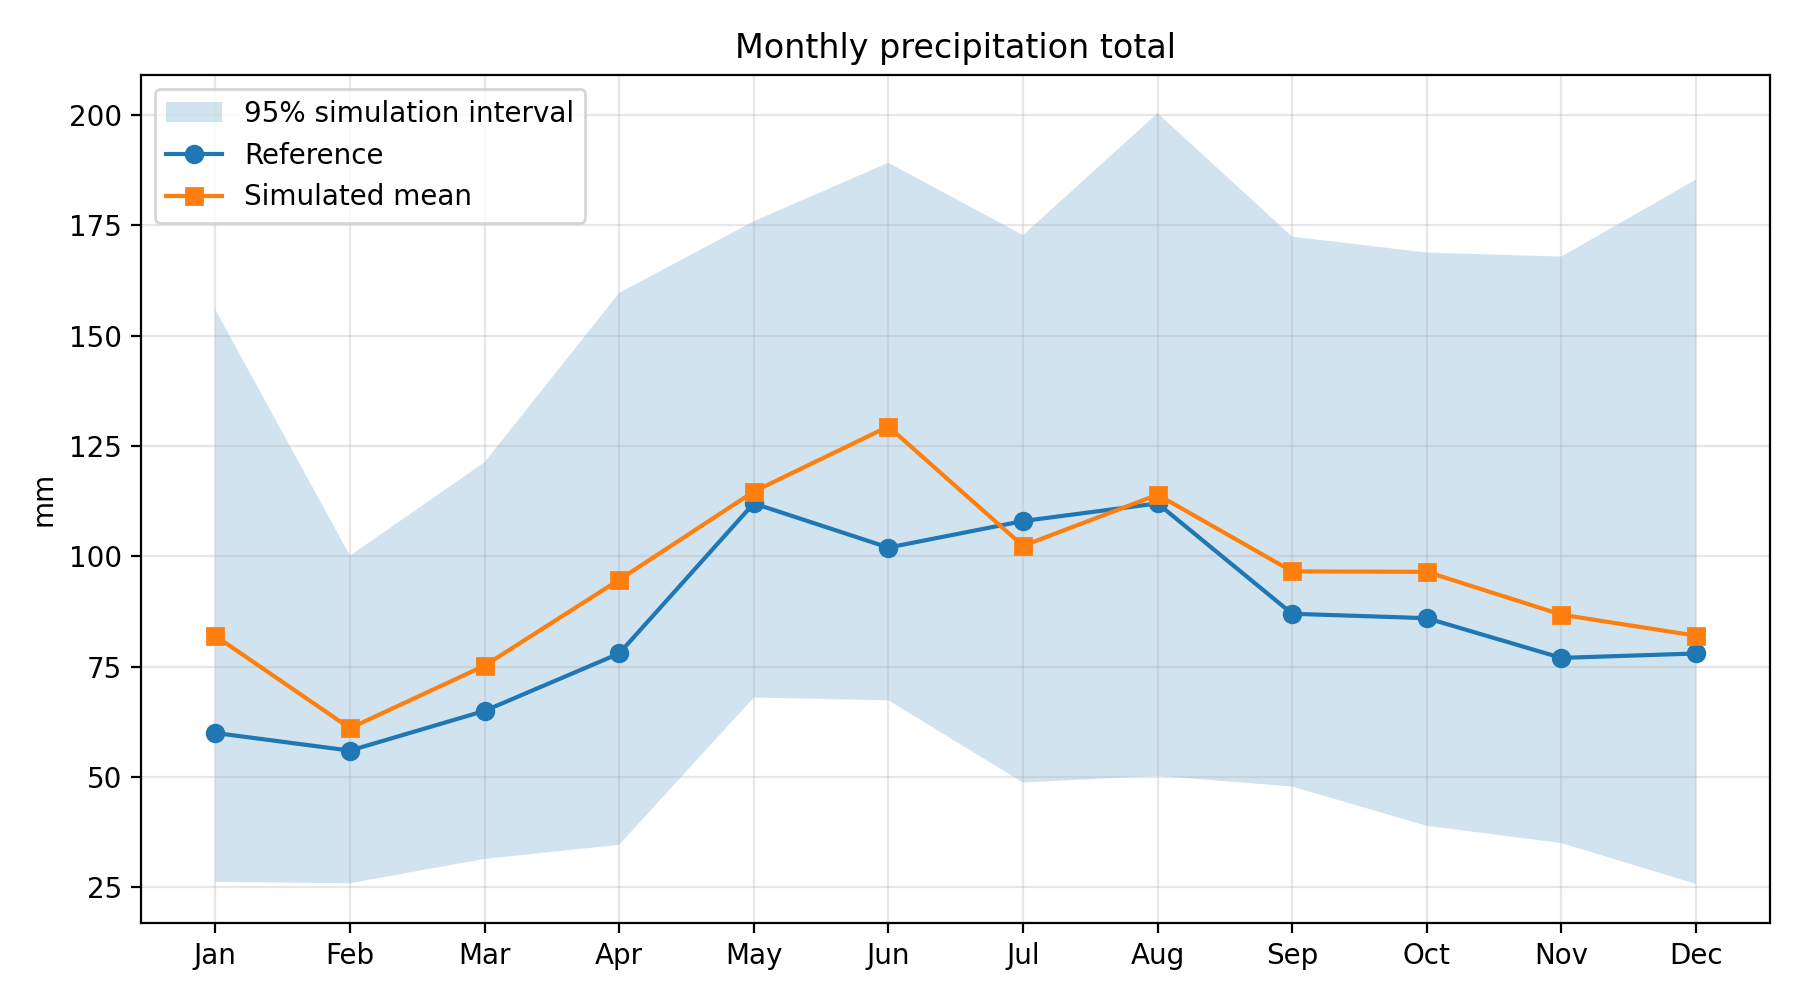 Monthly precipitation total
95% simulation interval
Reference
Simulated mean
200
175
150
125
100
75
50
25
mm
Jan Feb Mar Apr May Jun Jul Aug Sep Oct Nov Dec